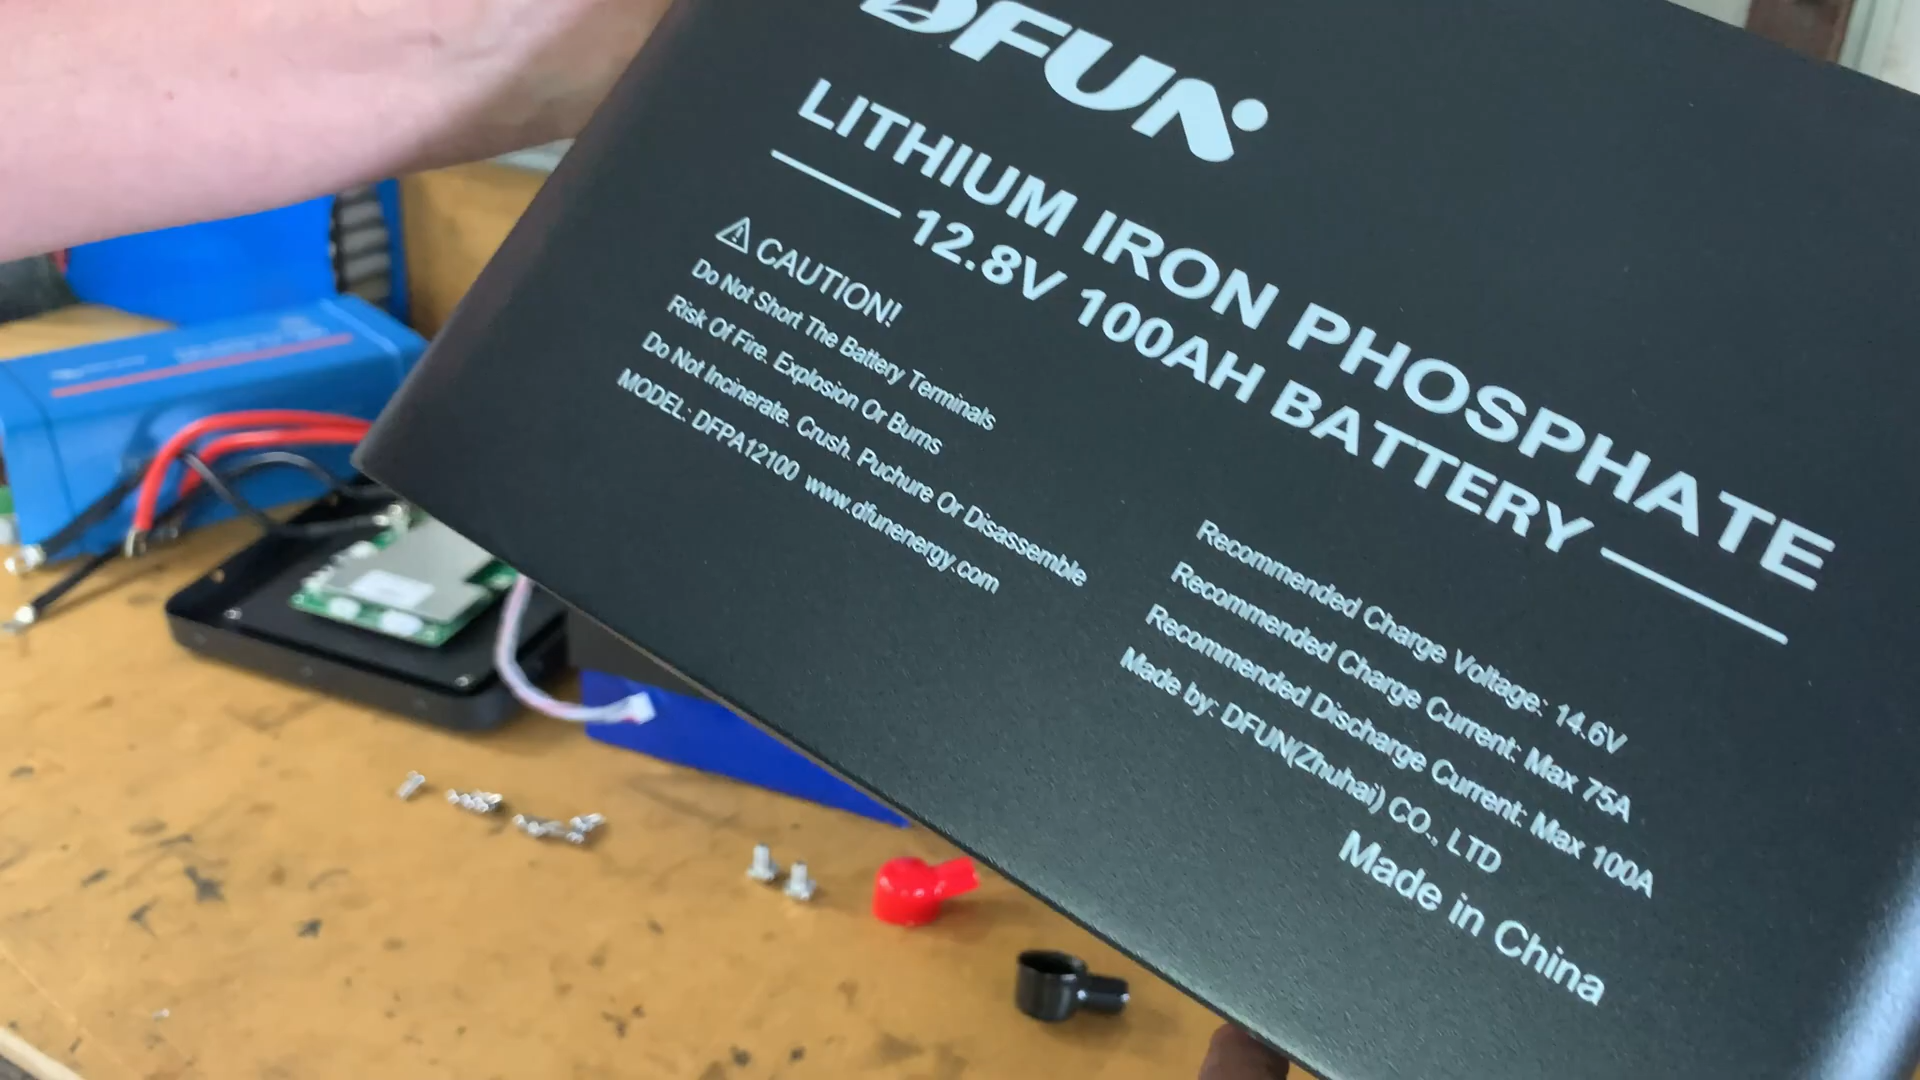 DFUN
LITHIUM IRON PHOSPHATE
12.8V 100AH BATTERY
CAUTION!
Do Not Short The Battery Terminals
Risk Of Fire. Explosion Or Burns
Do Not Incinerate. Crush. Puchure Or Disassemble
MODEL: DFPA12100 www.dfunenergy.com
Recommended Charge Voltage: 14.6V
Recommended Charge Current: Max 75A
Recommended Discharge Current: Max 100A
Made by: DFUN(Zhuhai) CO., LTD
Made in China